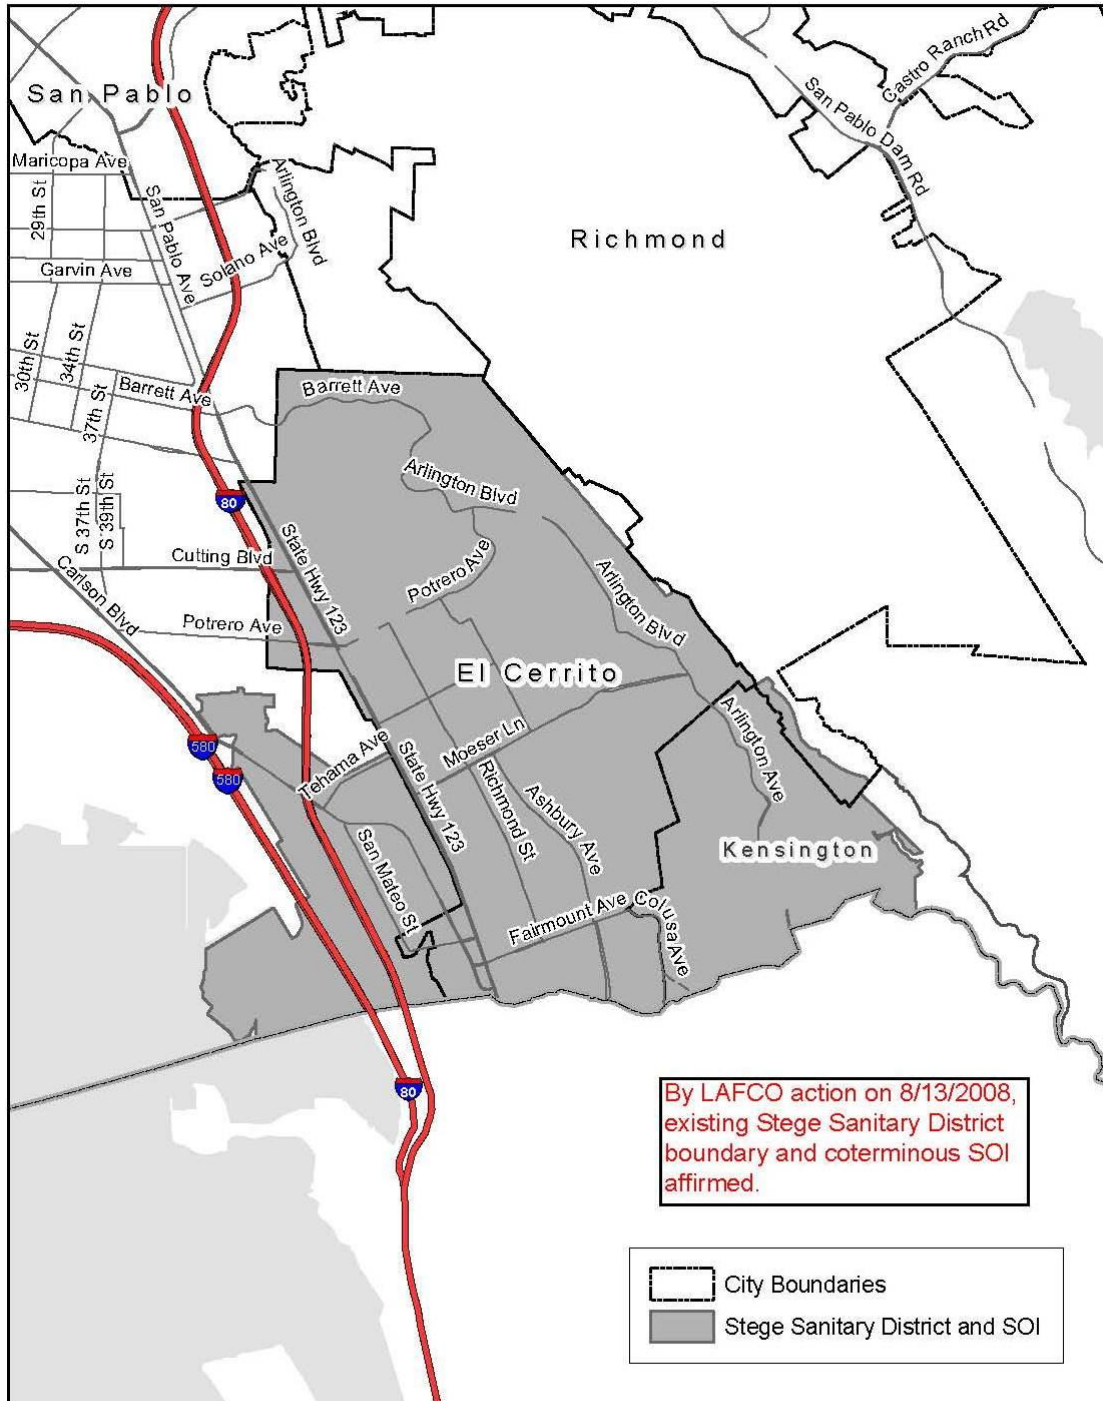 San Pablo
Castro Ranch Rd
San Pablo Dam Rd
Maricopa Ave
29th St
San Pablo Ave
Arlington Blvd
Richmond
Solano Ave
Garvin Ave
30th St
34th St
37th St
Barrett Ave
Barrett Ave
Arlington Blvd
80
S 37th St
S 39th St
State Hwy 123
Cutting Blvd
Carlson Blvd
Potrero Ave
Arlington Blvd
Potrero Ave
El Cerrito
580
580
Tehama Ave
State Hwy 123
Moeser Ln
Arlington Ave
Richmond St
Ashbury Ave
San Mateo St
Kensington
Fairmount Ave
Colusa Ave
80
By LAFCO action on 8/13/2008,
existing Stege Sanitary District
boundary and coterminous SOI
affirmed.
City Boundaries
Stege Sanitary District and SOI